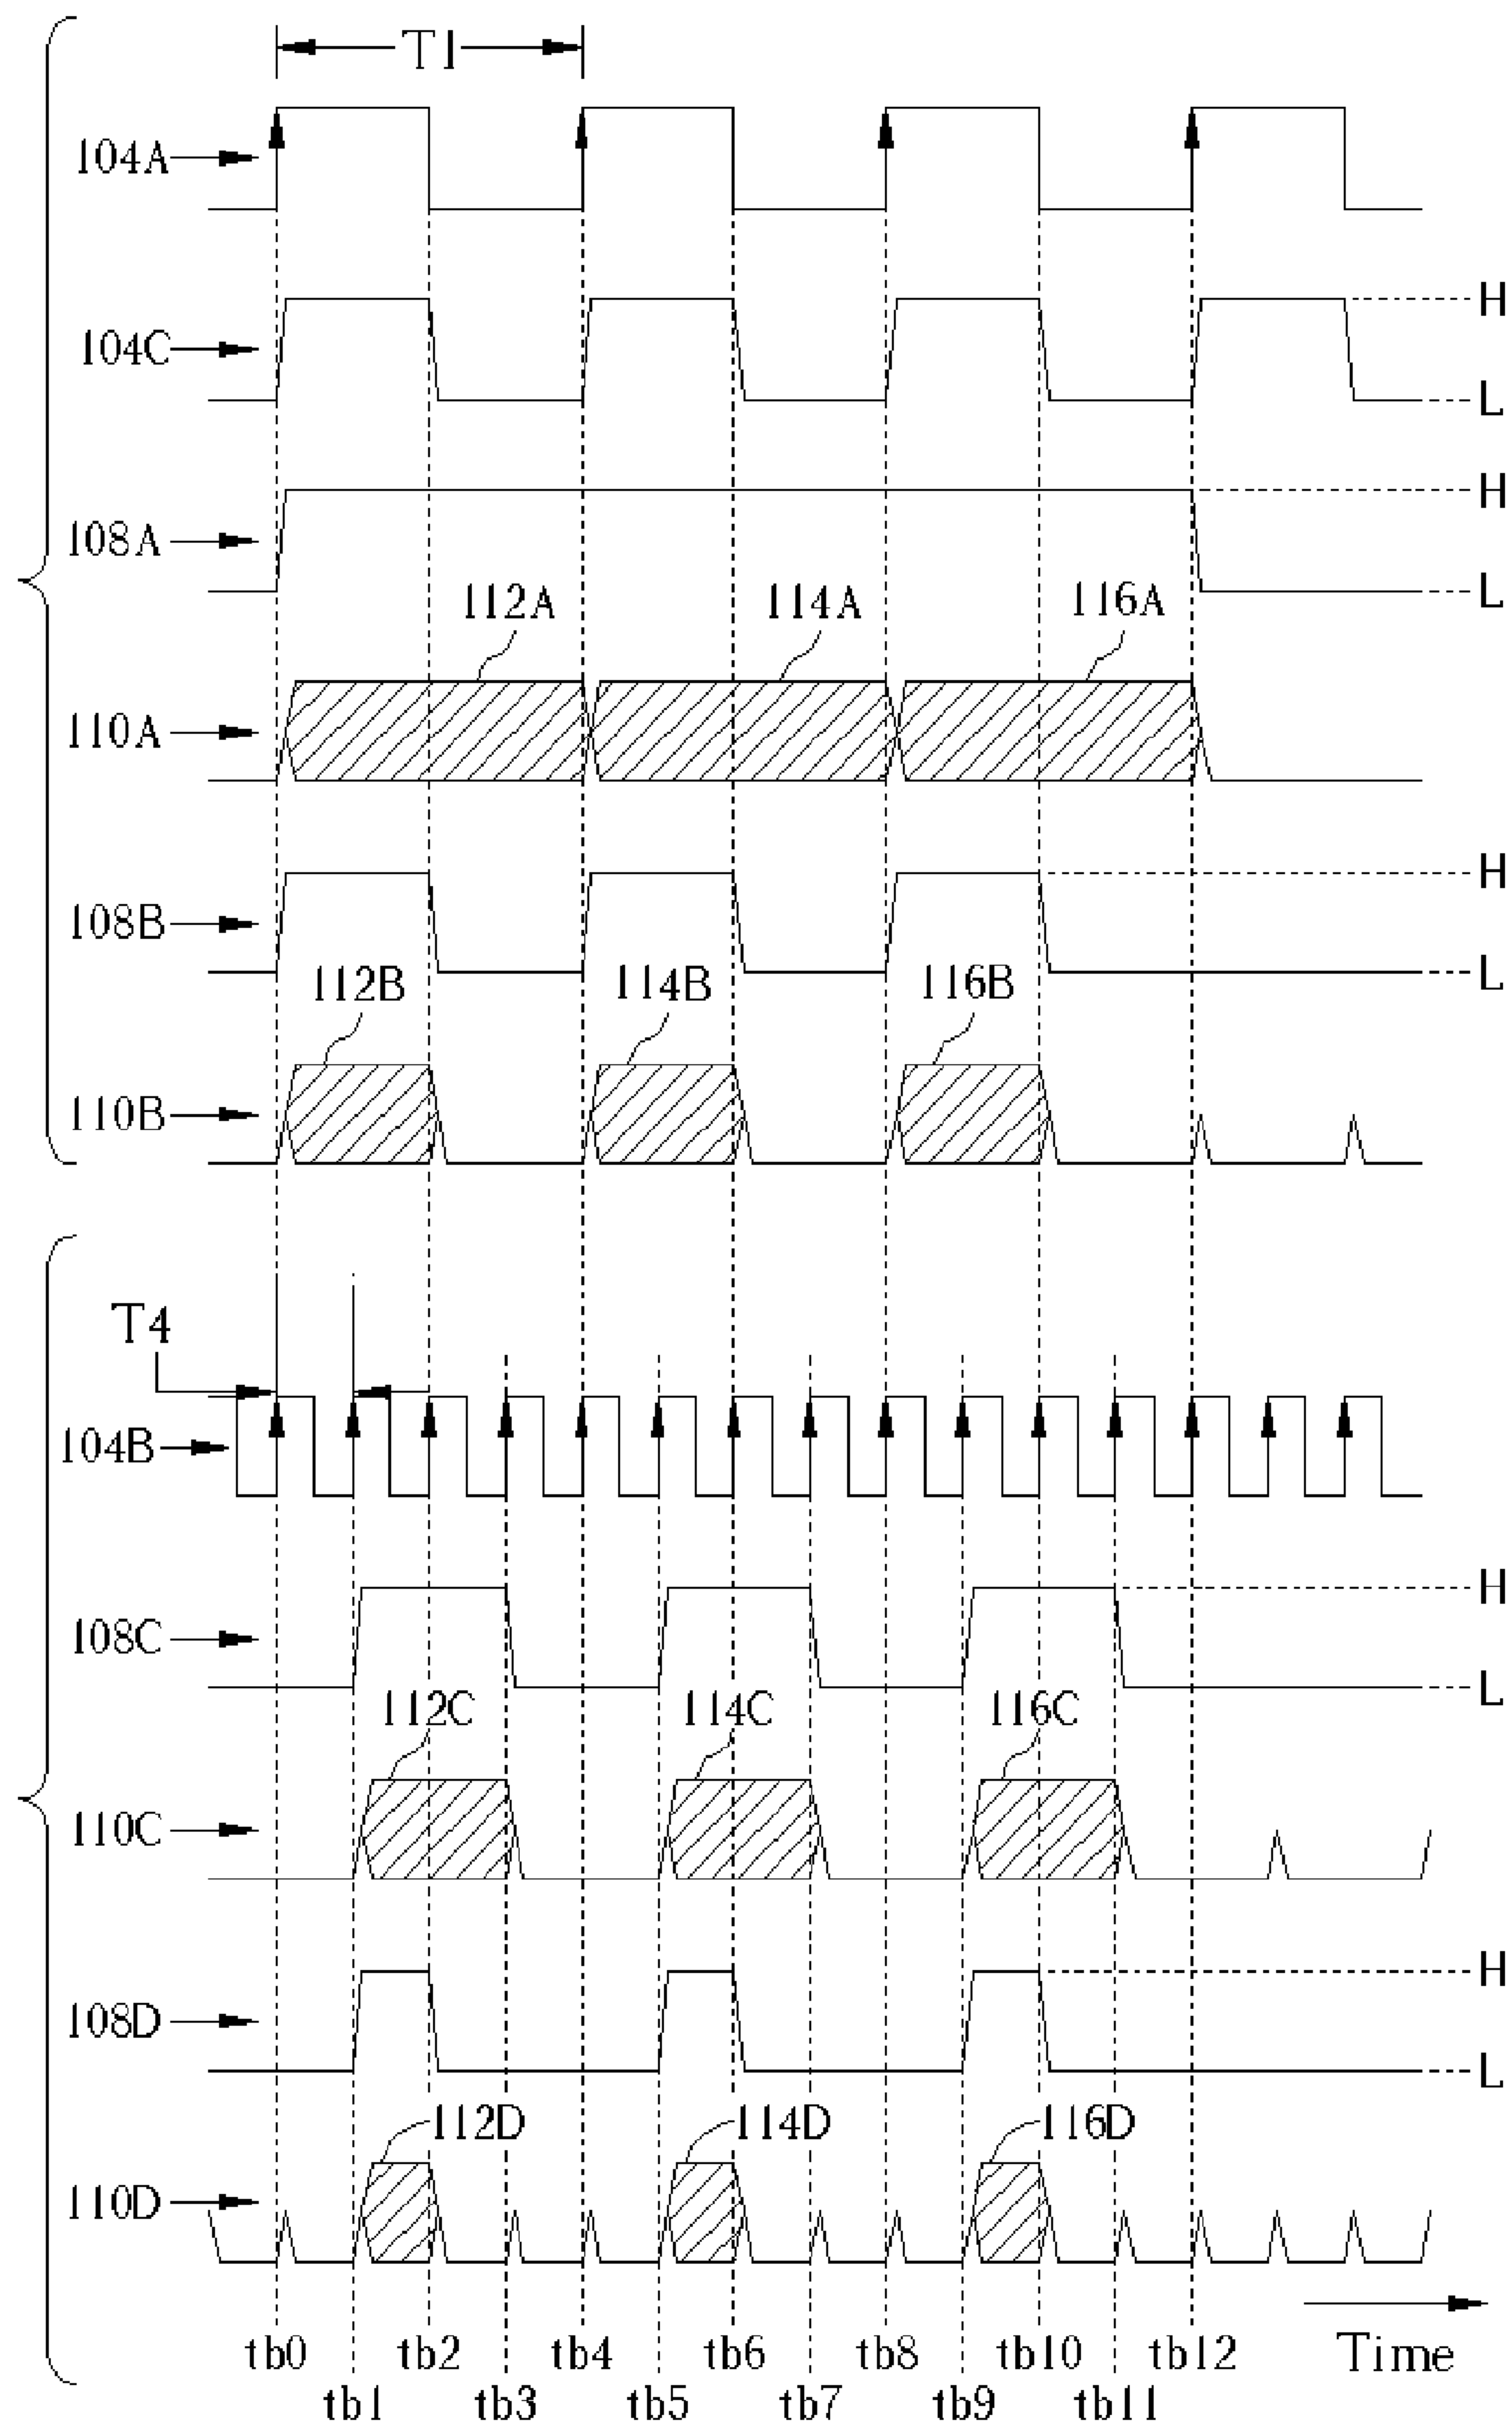 T1
104A
H
104C
L
H
108A
L
112A 114A 116A
110A
H
108B
L
112B 114B 116B
110B
T4
104B
H
108C
L
112C 114C 116C
110C
H
108D
L
112D 114D 116D
110D
tb0 tb2 tb4 tb6 tb8 tb10 tb12 Time
tb1 tb3 tb5 tb7 tb9 tb11